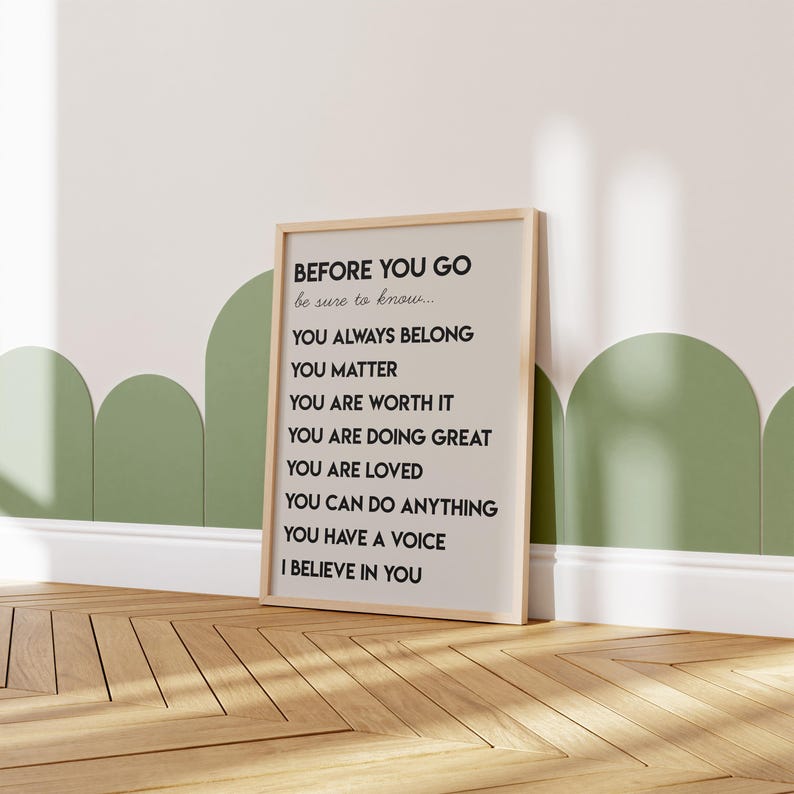 BEFORE YOU GO
be sure to know...
YOU ALWAYS BELONG
YOU MATTER
YOU ARE WORTH IT
YOU ARE DOING GREAT
YOU ARE LOVED
YOU CAN DO ANYTHING
YOU HAVE A VOICE
I BELIEVE IN YOU